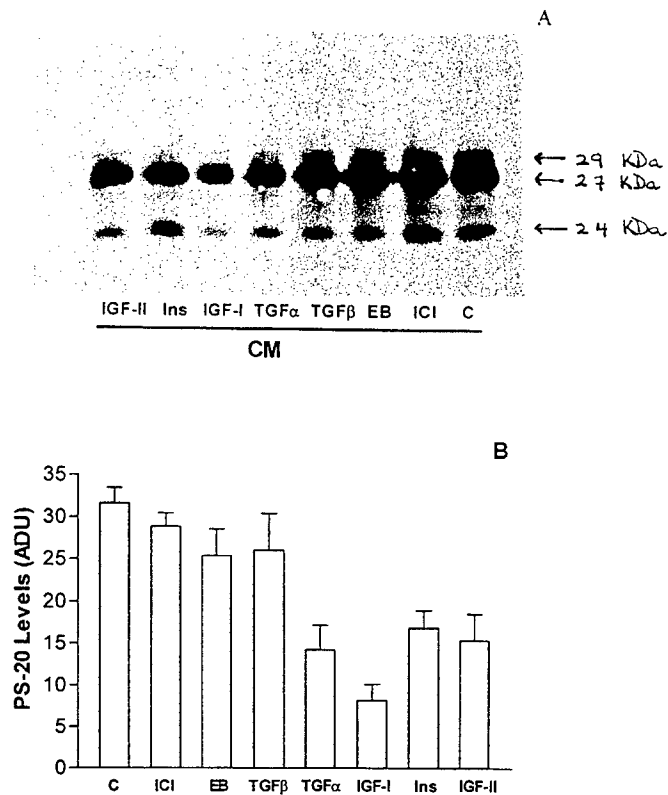 A
← 29 KDa
← 27 KDa
← 24 KDa
IGF-II Ins IGF-I TGFα TGFβ EB ICI C
CM
B
PS-20 Levels (ADU)
35
30
25
20
15
10
5
0
C ICI EB TGFβ TGFα IGF-I Ins IGF-II